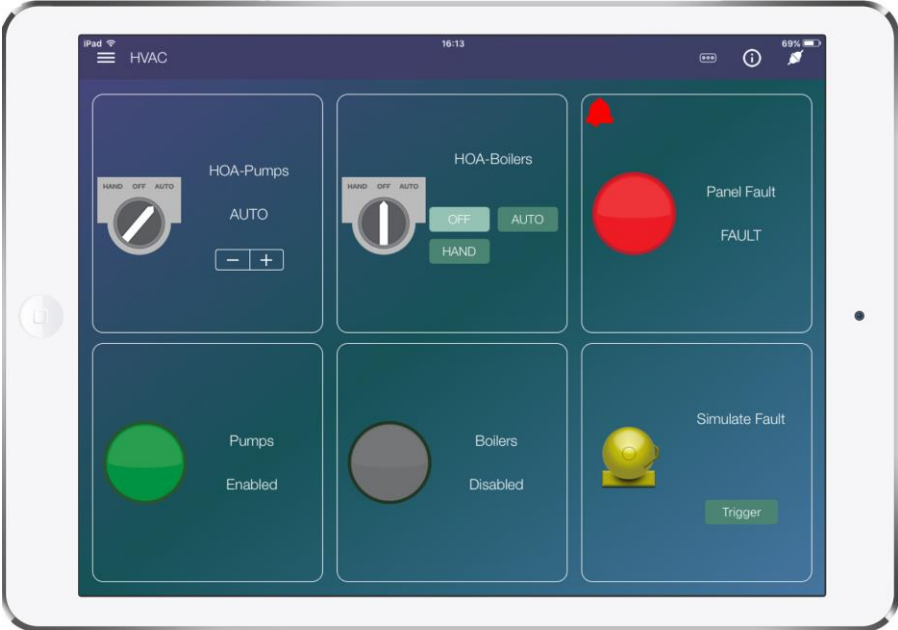 iPad 16:13 69%
HVAC
HOA-Pumps
HAND OFF AUTO
AUTO
− +
HOA-Boilers
HAND OFF AUTO
OFF AUTO
HAND
Panel Fault
FAULT
Pumps
Enabled
Boilers
Disabled
Simulate Fault
Trigger